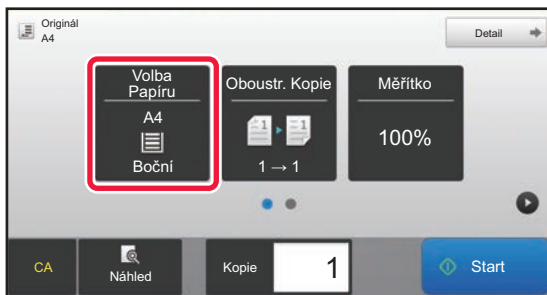 Originál
A4
Detail
Volba
Papíru
A4
Boční
Oboustr. Kopie
1 → 1
Měřítko
100%
CA
Náhled
Kopie
1
Start